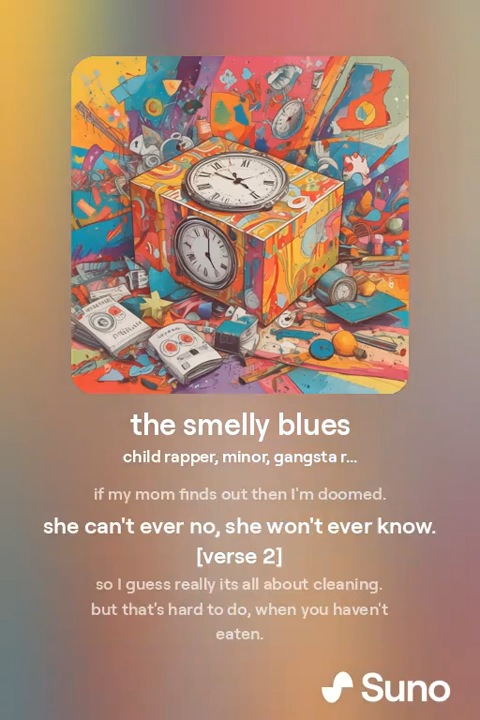 the smelly blues
child rapper, minor, gangsta r...
if my mom finds out then I'm doomed.
she can't ever no, she won't ever know.
[verse 2]
so I guess really its all about cleaning.
but that's hard to do, when you haven't
eaten.
Suno